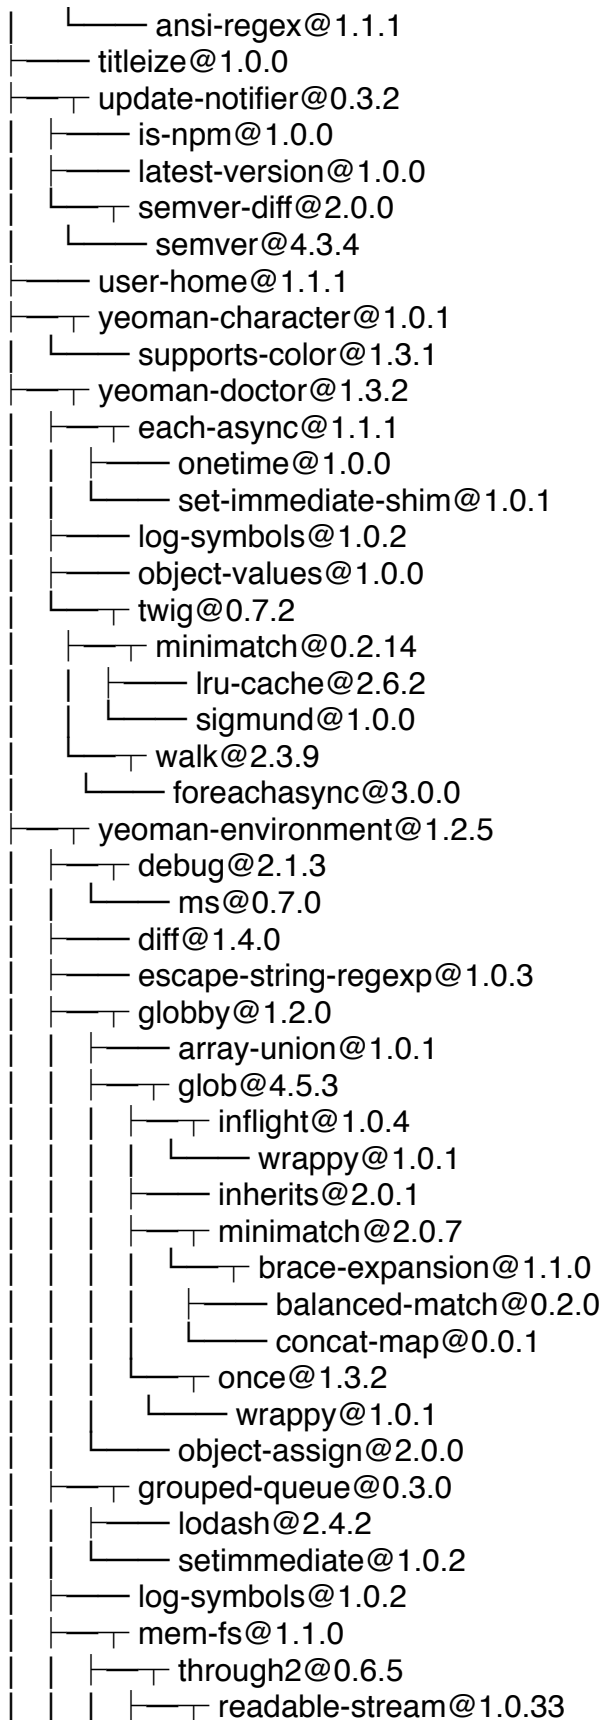 │ └── ansi-regex@1.1.1
├── titleize@1.0.0
├─┬ update-notifier@0.3.2
│ ├── is-npm@1.0.0
│ ├── latest-version@1.0.0
│ └─┬ semver-diff@2.0.0
│ └── semver@4.3.4
├── user-home@1.1.1
├─┬ yeoman-character@1.0.1
│ └── supports-color@1.3.1
├─┬ yeoman-doctor@1.3.2
│ ├─┬ each-async@1.1.1
│ │ ├── onetime@1.0.0
│ │ └── set-immediate-shim@1.0.1
│ ├── log-symbols@1.0.2
│ ├── object-values@1.0.0
│ └─┬ twig@0.7.2
│ ├─┬ minimatch@0.2.14
│ │ ├── lru-cache@2.6.2
│ │ └── sigmund@1.0.0
│ └─┬ walk@2.3.9
│ └── foreachasync@3.0.0
├─┬ yeoman-environment@1.2.5
│ ├─┬ debug@2.1.3
│ │ └── ms@0.7.0
│ ├── diff@1.4.0
│ ├── escape-string-regexp@1.0.3
│ ├─┬ globby@1.2.0
│ │ ├── array-union@1.0.1
│ │ ├─┬ glob@4.5.3
│ │ │ ├─┬ inflight@1.0.4
│ │ │ │ └── wrappy@1.0.1
│ │ │ ├── inherits@2.0.1
│ │ │ ├─┬ minimatch@2.0.7
│ │ │ │ └─┬ brace-expansion@1.1.0
│ │ │ │ ├── balanced-match@0.2.0
│ │ │ │ └── concat-map@0.0.1
│ │ │ └─┬ once@1.3.2
│ │ │ └── wrappy@1.0.1
│ │ └── object-assign@2.0.0
│ ├─┬ grouped-queue@0.3.0
│ │ ├── lodash@2.4.2
│ │ └── setimmediate@1.0.2
│ ├── log-symbols@1.0.2
│ ├─┬ mem-fs@1.1.0
│ │ ├─┬ through2@0.6.5
│ │ │ ├─┬ readable-stream@1.0.33